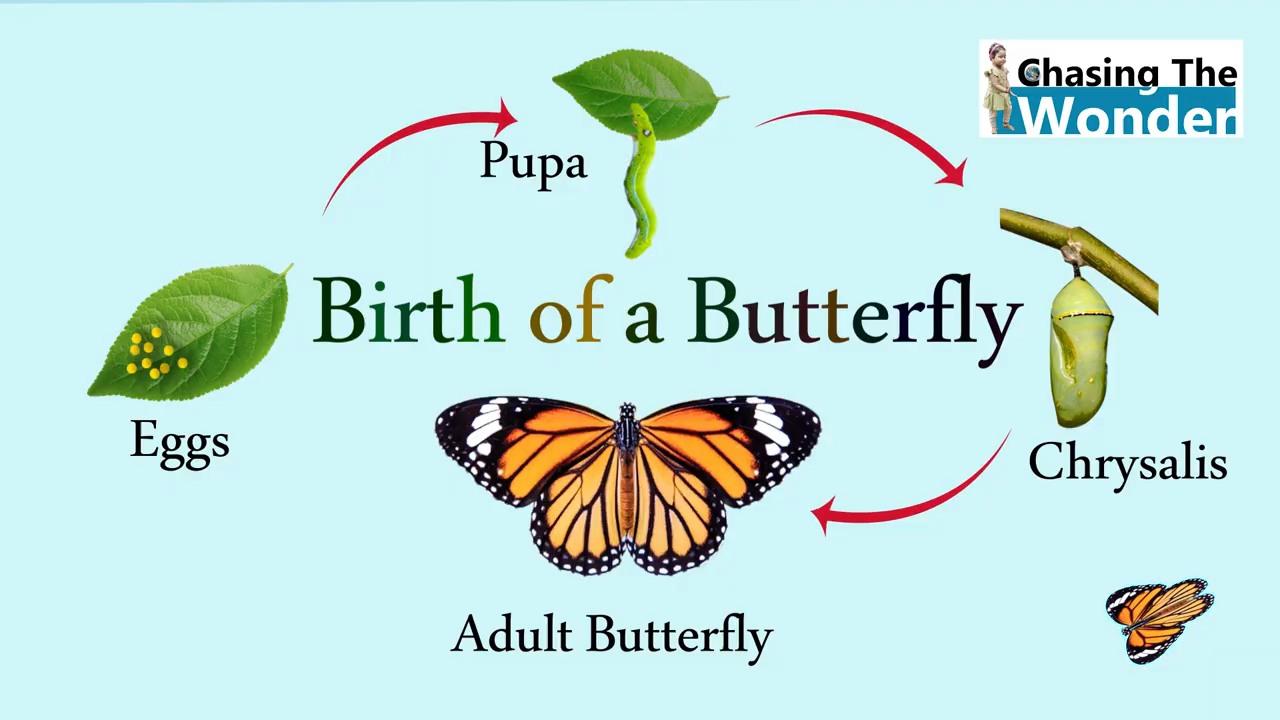 Chasing The
Wonder
Pupa
Birth of a Butterfly
Eggs
Chrysalis
Adult Butterfly